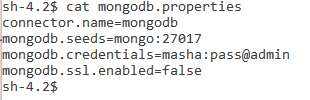 sh-4.2$ cat mongodb.properties
connector.name=mongodb
mongodb.seeds=mongo:27017
mongodb.credentials=masha:pass@admin
mongodb.ssl.enabled=false
sh-4.2$